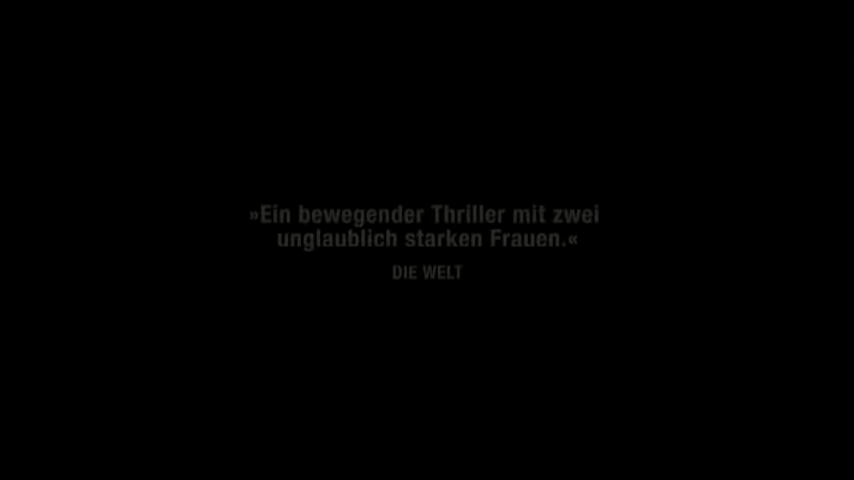 »Ein bewegender Thriller mit zwei
unglaublich starken Frauen.«
DIE WELT